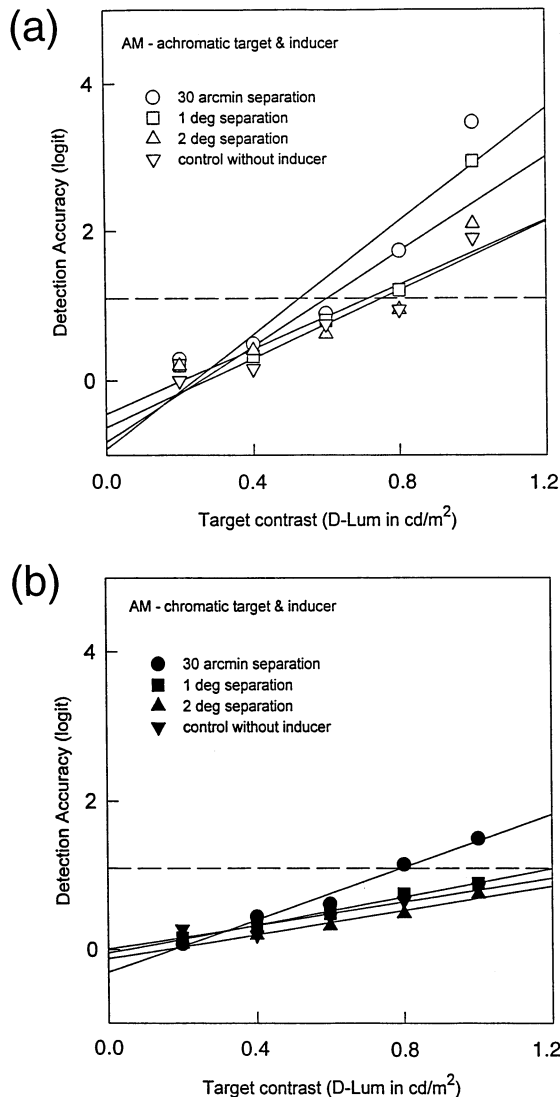 (a)
AM - achromatic target & inducer
30 arcmin separation
1 deg separation
2 deg separation
control without inducer
Detection Accuracy (logit)
4
2
0
0.0 0.4 0.8 1.2
Target contrast (D-Lum in cd/m²)
(b)
AM - chromatic target & inducer
30 arcmin separation
1 deg separation
2 deg separation
control without inducer
Detection Accuracy (logit)
4
2
0
0.0 0.4 0.8 1.2
Target contrast (D-Lum in cd/m²)